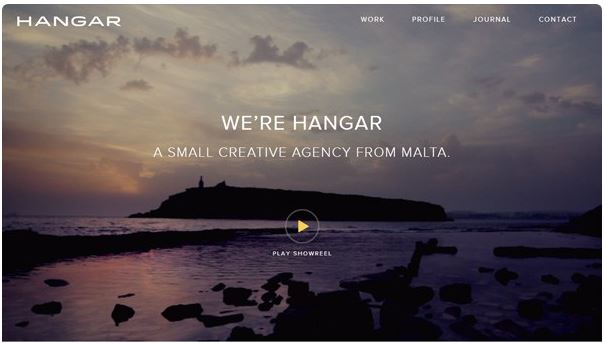 HANGAR
WORK PROFILE JOURNAL CONTACT
WE'RE HANGAR
A SMALL CREATIVE AGENCY FROM MALTA.
PLAY SHOWREEL